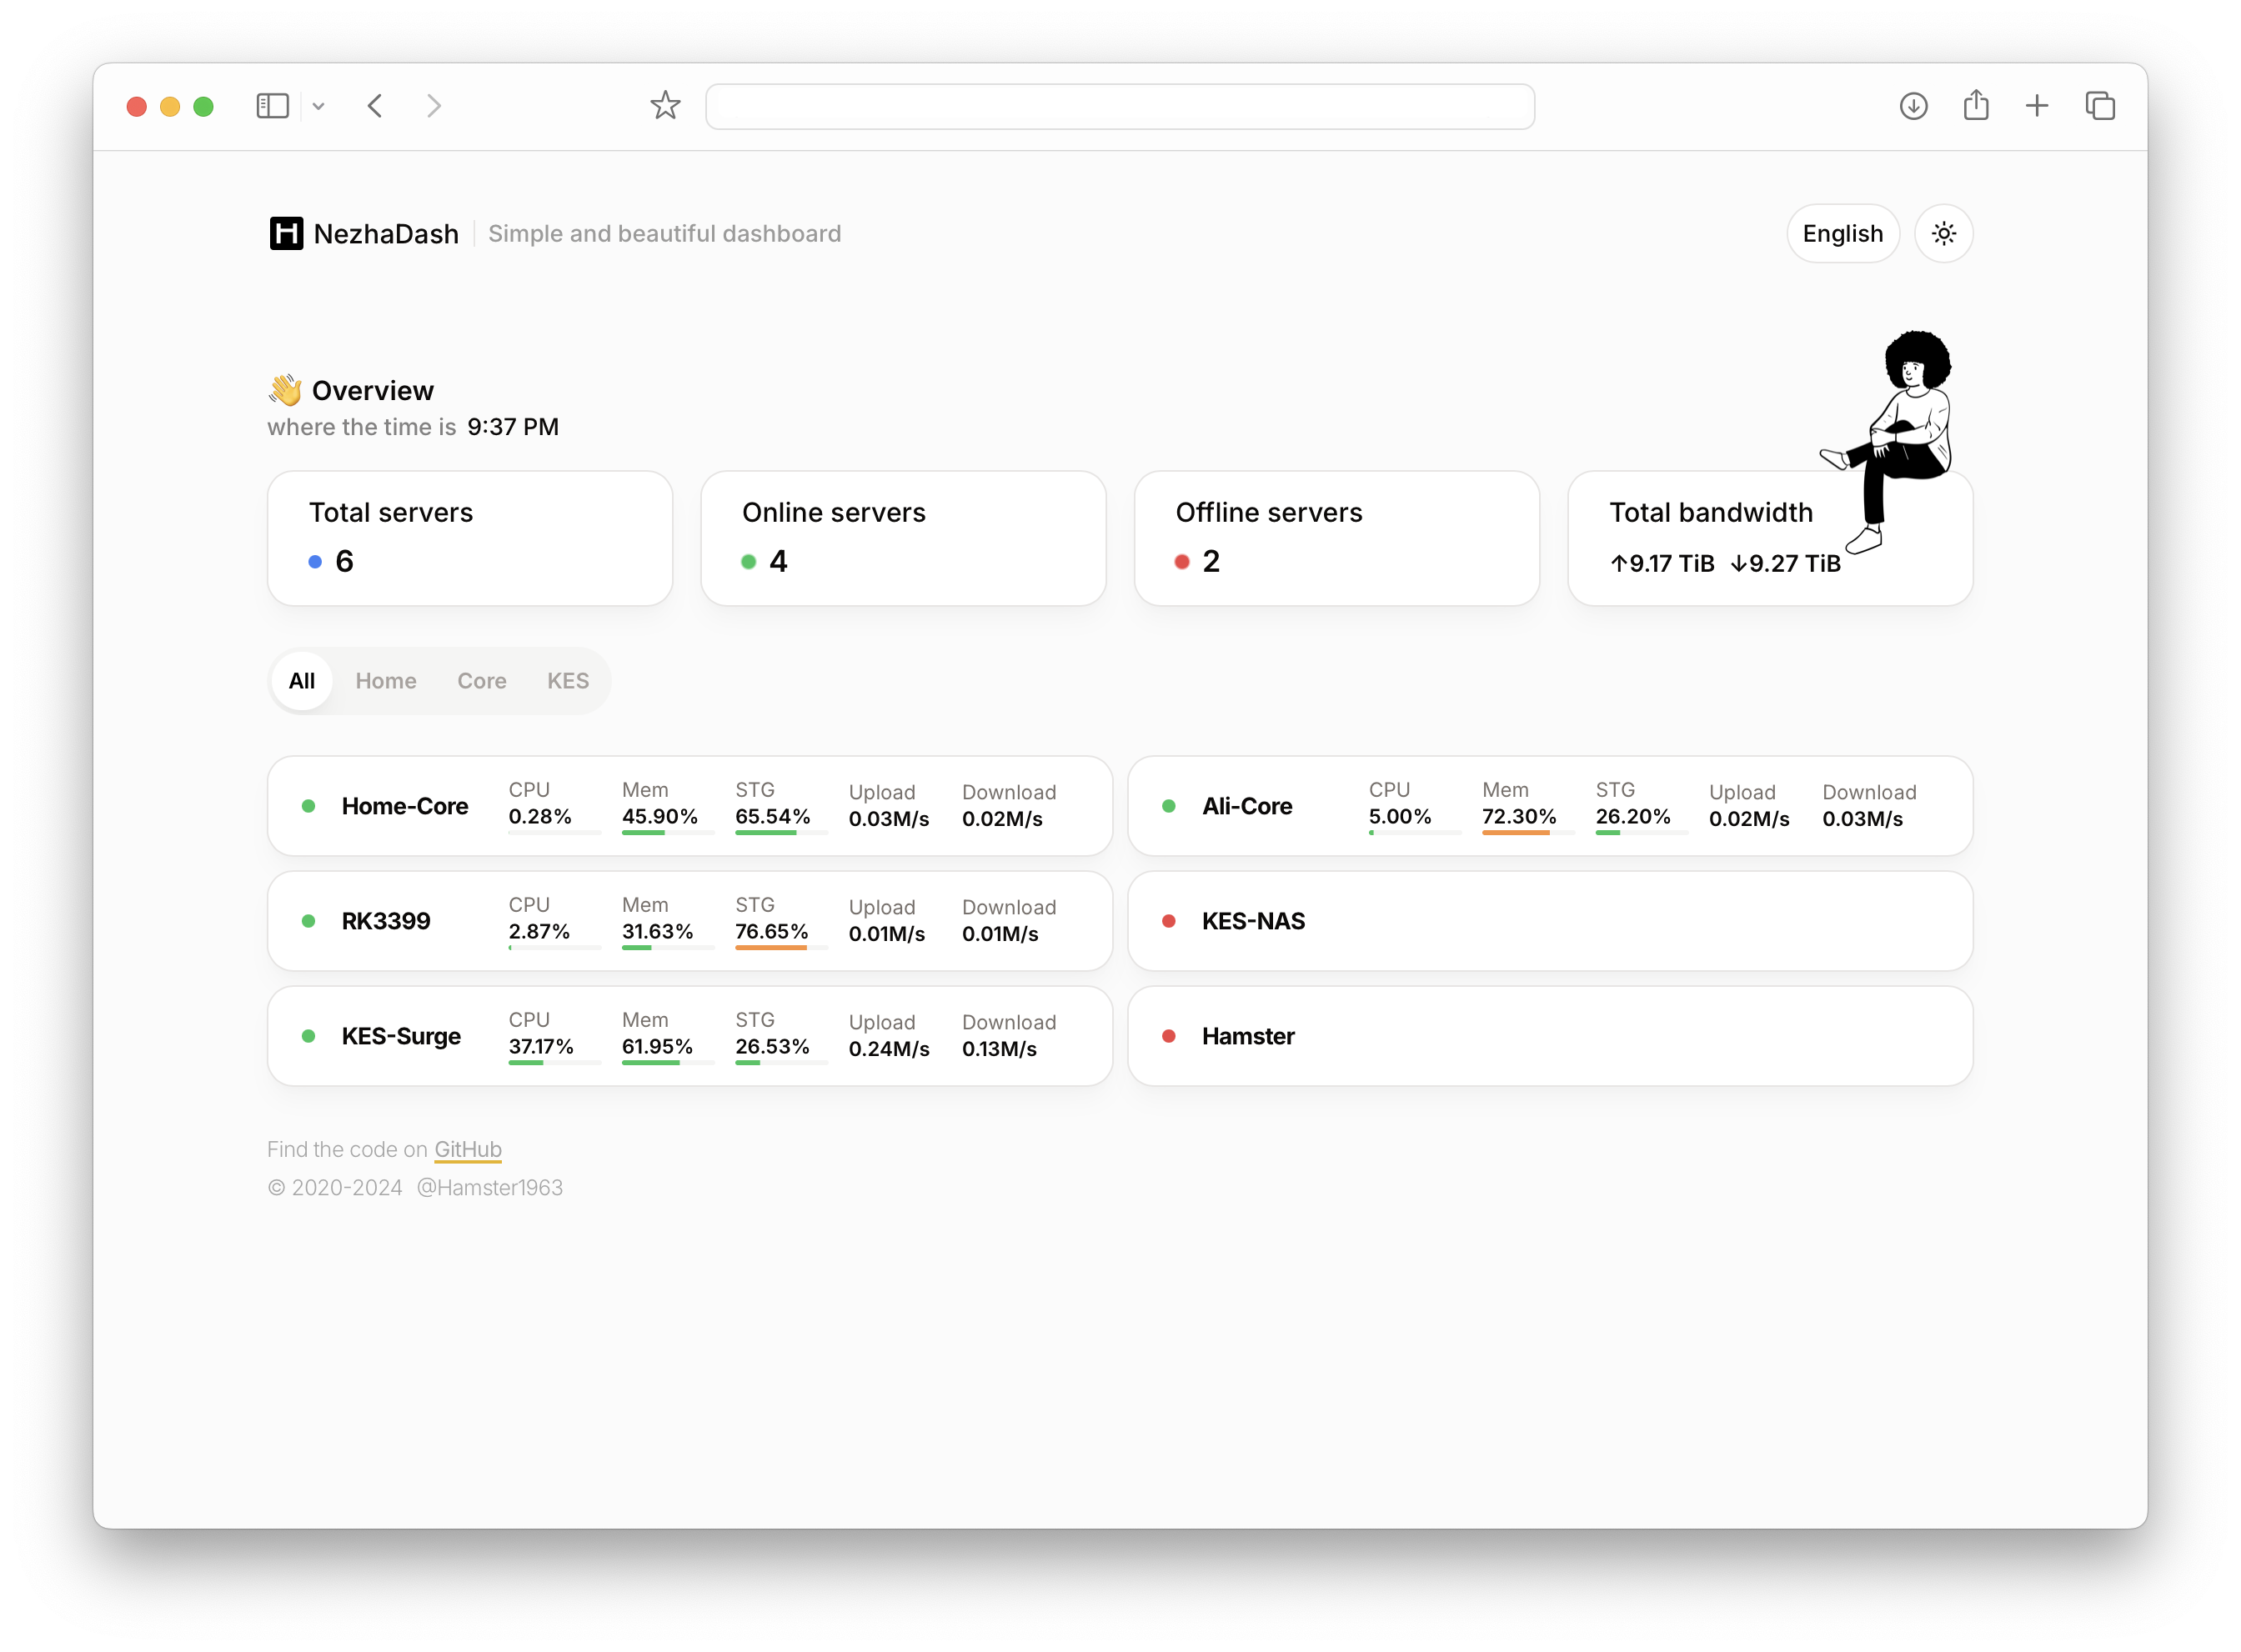 NezhaDash Simple and beautiful dashboard
English
👋 Overview
where the time is 9:37 PM
Total servers
6
Online servers
4
Offline servers
2
Total bandwidth
↑9.17 TiB ↓9.27 TiB
All Home Core KES
Home-Core
CPU Mem STG Upload Download
0.28% 45.90% 65.54% 0.03M/s 0.02M/s
Ali-Core
CPU Mem STG Upload Download
5.00% 72.30% 26.20% 0.02M/s 0.03M/s
RK3399
CPU Mem STG Upload Download
2.87% 31.63% 76.65% 0.01M/s 0.01M/s
KES-NAS
KES-Surge
CPU Mem STG Upload Download
37.17% 61.95% 26.53% 0.24M/s 0.13M/s
Hamster
Find the code on GitHub
© 2020-2024 @Hamster1963